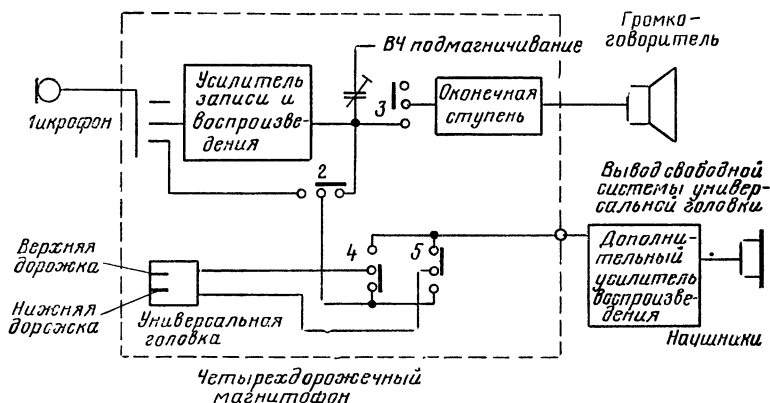 Громко-
говоритель
ВЧ подмагничивание
Усилитель
записи и
воспроизве-
дения
3
Оконечная
ступень
1икрофон
2
Вывод свободной
системы универ-
сальной головки
Верхняя
дорожка
4
5
Дополни-
тельный
усилитель
воспроизве-
дения
Нижняя
дорожка
Универсальная
головка
Наушники
Четырехдорожечный
магнитофон